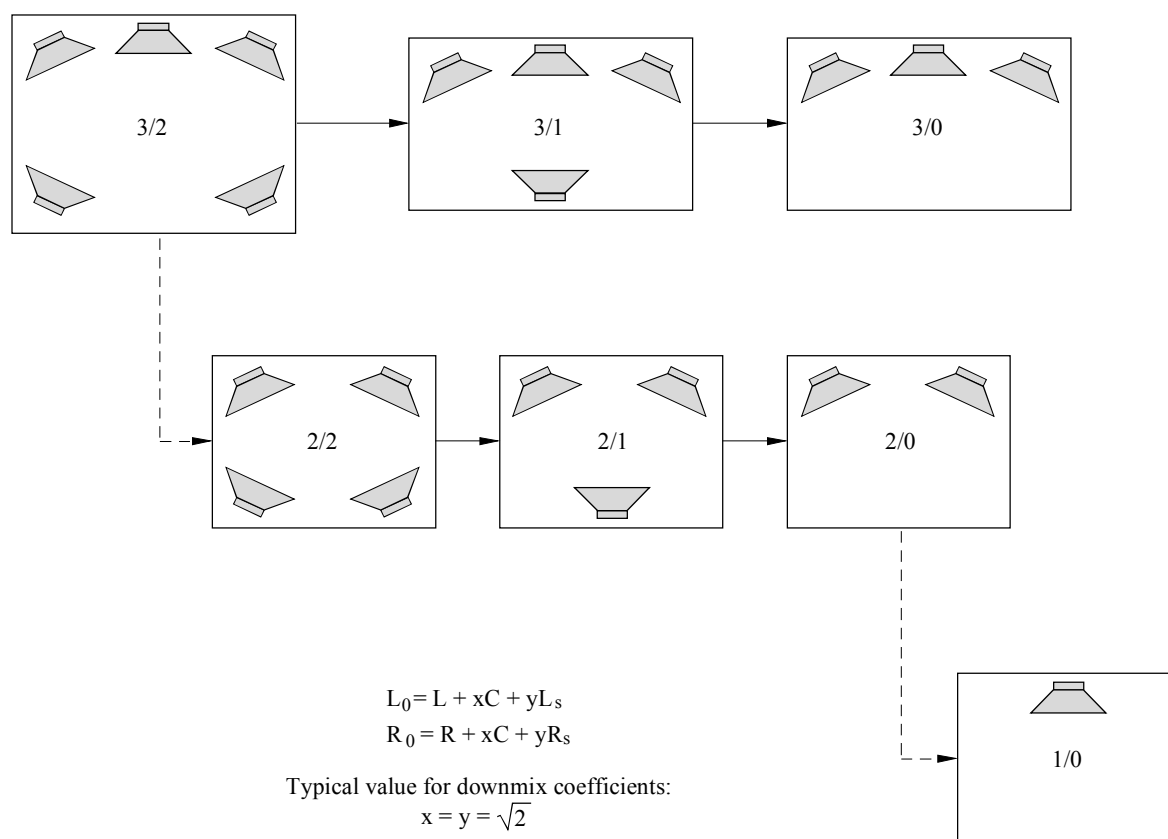 3/2
3/1
3/0
2/2
2/1
2/0
L₀ = L + xC + yLₛ
R₀ = R + xC + yRₛ
1/0
Typical value for downmix coefficients:
x = y = √2